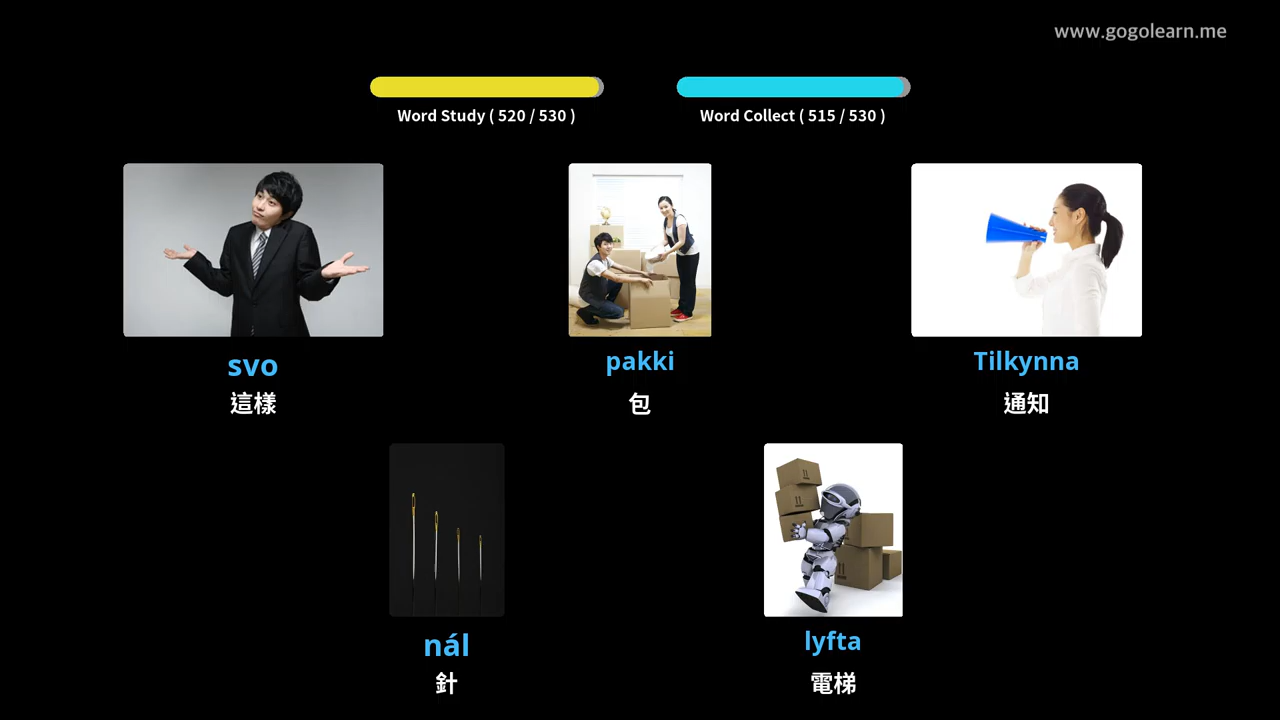 www.gogolearn.me
Word Study ( 520 / 530 )
Word Collect ( 515 / 530 )
svo
這樣
pakki
包
Tilkynna
通知
nál
針
lyfta
電梯